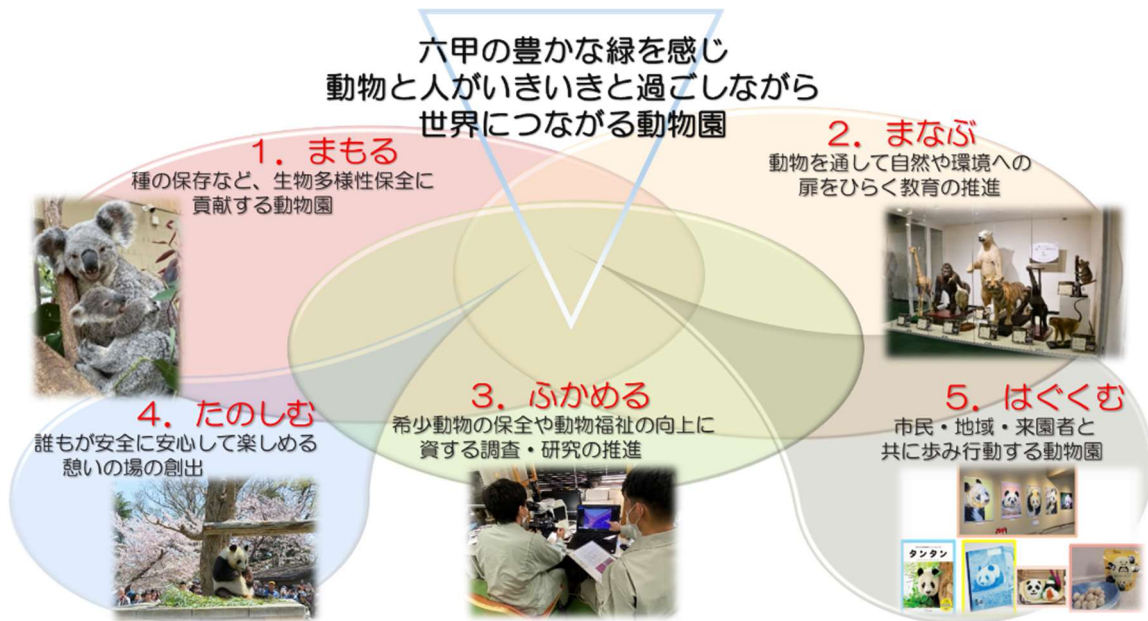 六甲の豊かな緑を感じ
動物と人がいきいきと過ごしながら
世界につながる動物園
1. まもる
種の保存など、生物多様性保全に
貢献する動物園
2. まなぶ
動物を通して自然や環境への
扉をひらく教育の推進
3. ふかめる
希少動物の保全や動物福祉の向上に
資する調査・研究の推進
4. たのしむ
誰もが安全に安心して楽しめる
憩いの場の創出
5. はぐくむ
市民・地域・来園者と
共に歩み行動する動物園
タンタン